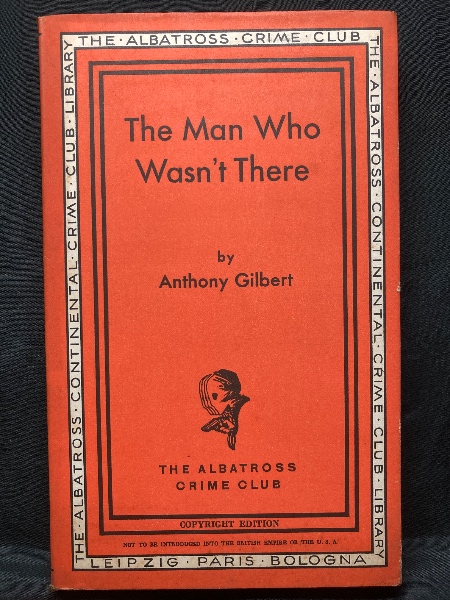 THE · ALBATROSS · CRIME · CLUB
THE · ALBATROSS · CONTINENTAL · CRIME · CLUB · LIBRARY
THE · ALBATROSS · CONTINENTAL · CRIME · CLUB · LIBRARY
The Man Who
Wasn't There
by
Anthony Gilbert
THE ALBATROSS
CRIME CLUB
COPYRIGHT EDITION
NOT TO BE INTRODUCED INTO THE BRITISH EMPIRE OR THE U.S.A.
LEIPZIG · PARIS · BOLOGNA